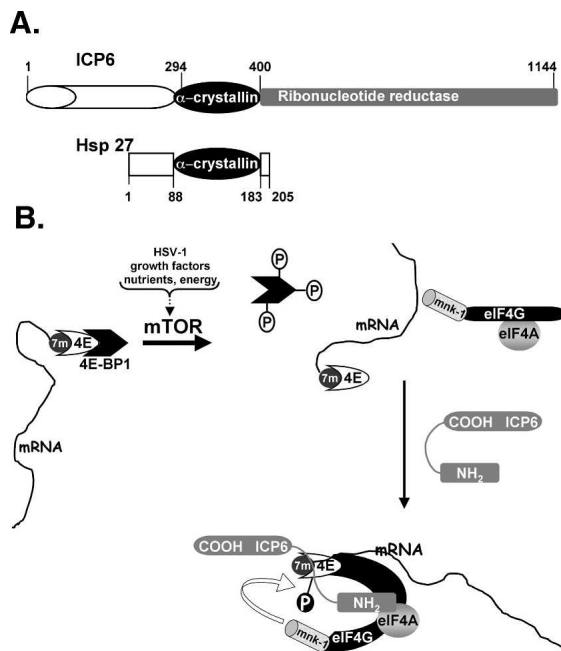 A.
ICP6
1 294 400 1144
α–crystallin Ribonucleotide reductase
Hsp 27
α–crystallin
1 88 183 205
B.
HSV-1
growth factors
nutrients, energy
mTOR
P
P
P
7m 4E
4E-BP1
mRNA
mRNA
7m 4E
mnk-1
eIF4G
eIF4A
COOH ICP6
NH2
COOH ICP6
7m 4E
mRNA
P
NH2
eIF4A
mnk-1 eIF4G